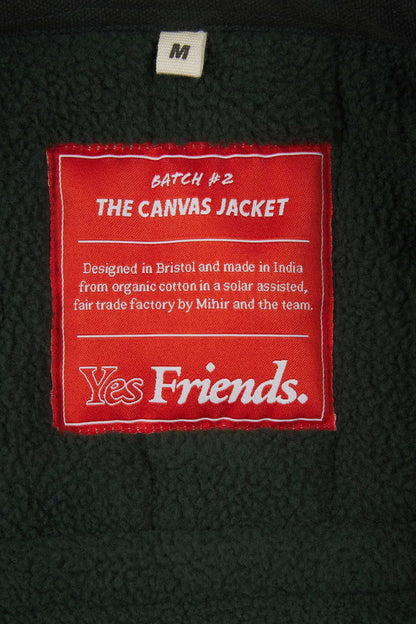 M
BATCH #2
THE CANVAS JACKET
Designed in Bristol and made in India
from organic cotton in a solar assisted,
fair trade factory by Mihir and the team.
Yes Friends.